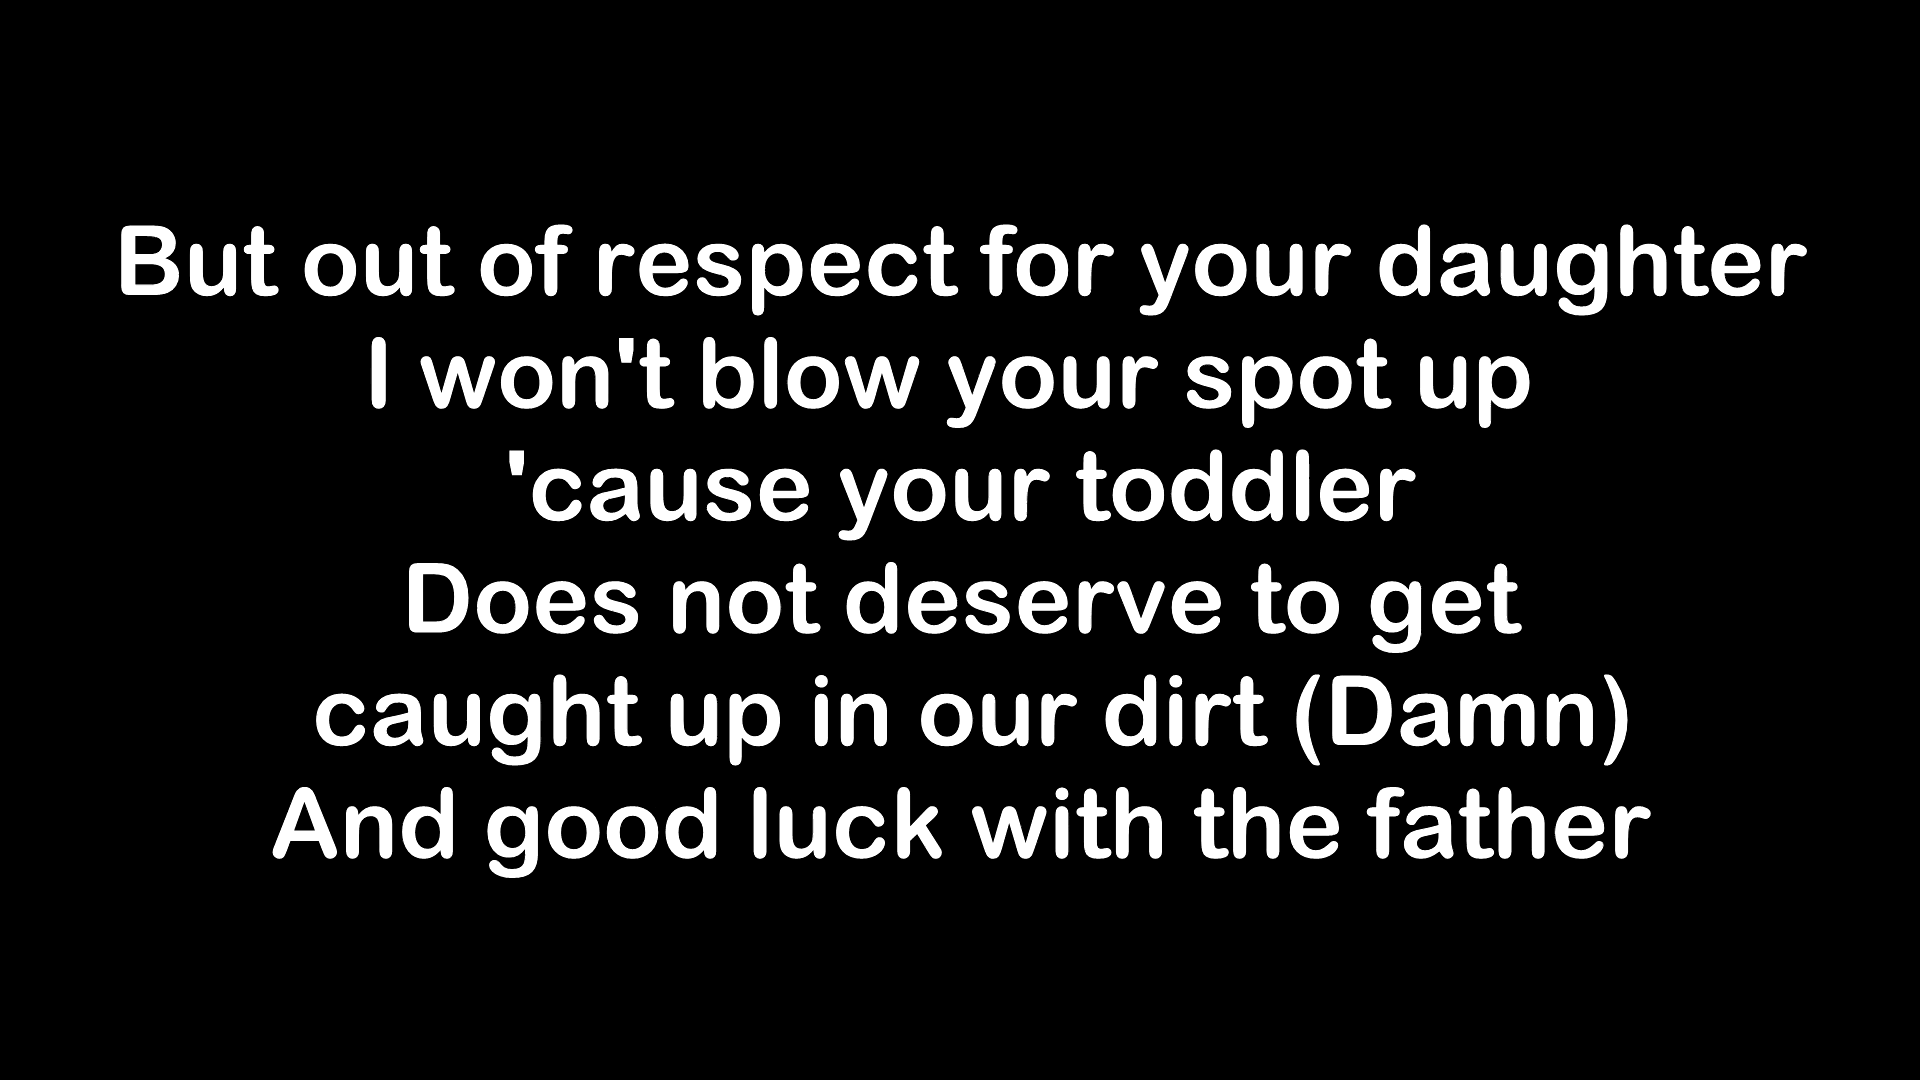 But out of respect for your daughter
I won't blow your spot up
'cause your toddler
Does not deserve to get
caught up in our dirt (Damn)
And good luck with the father